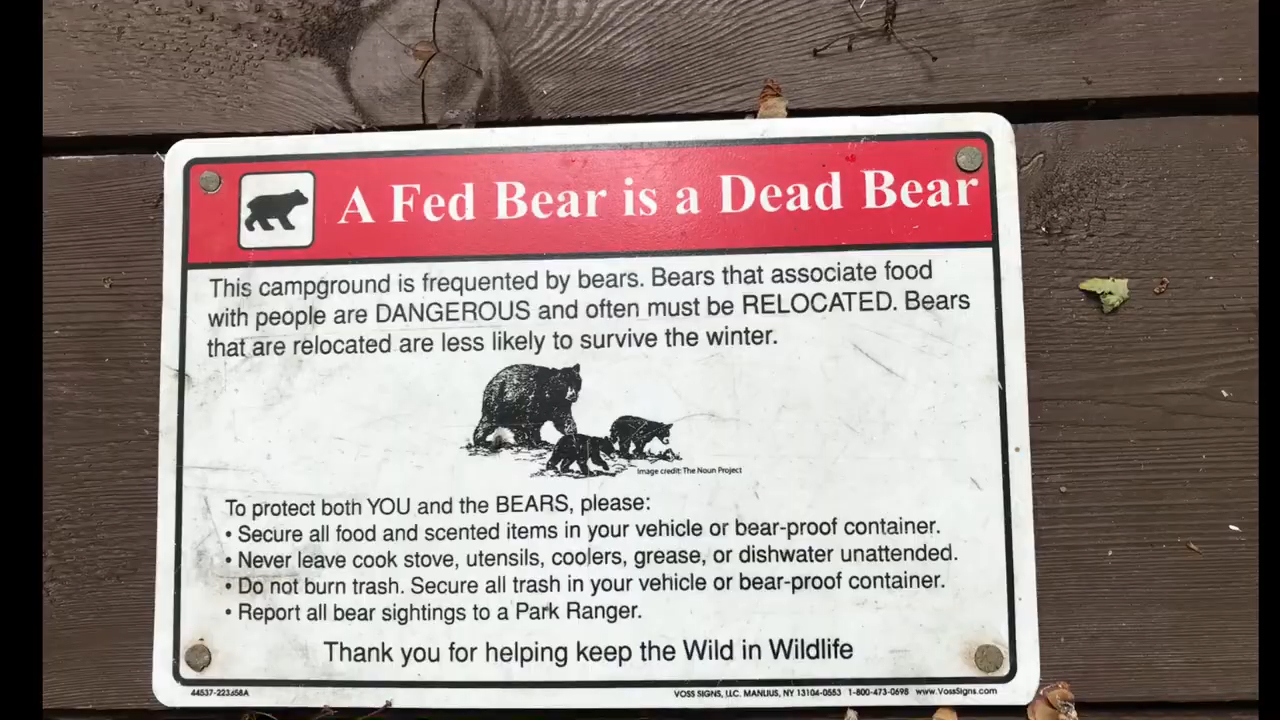 A Fed Bear is a Dead Bear
This campground is frequented by bears. Bears that associate food
with people are DANGEROUS and often must be RELOCATED. Bears
that are relocated are less likely to survive the winter.
Image credit: The Noun Project
To protect both YOU and the BEARS, please:
• Secure all food and scented items in your vehicle or bear-proof container.
• Never leave cook stove, utensils, coolers, grease, or dishwater unattended.
• Do not burn trash. Secure all trash in your vehicle or bear-proof container.
• Report all bear sightings to a Park Ranger.
Thank you for helping keep the Wild in Wildlife
VOSS SIGNS, LLC. MANLIUS, NY 13104-0553 1-800-473-0698 www.VossSigns.com